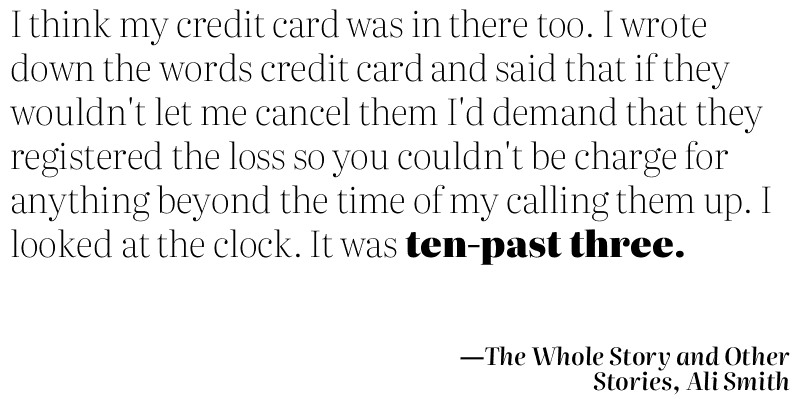 I think my credit card was in there too. I wrote
down the words credit card and said that if they
wouldn't let me cancel them I'd demand that they
registered the loss so you couldn't be charge for
anything beyond the time of my calling them up. I
looked at the clock. It was ten-past three.
—The Whole Story and Other
Stories, Ali Smith